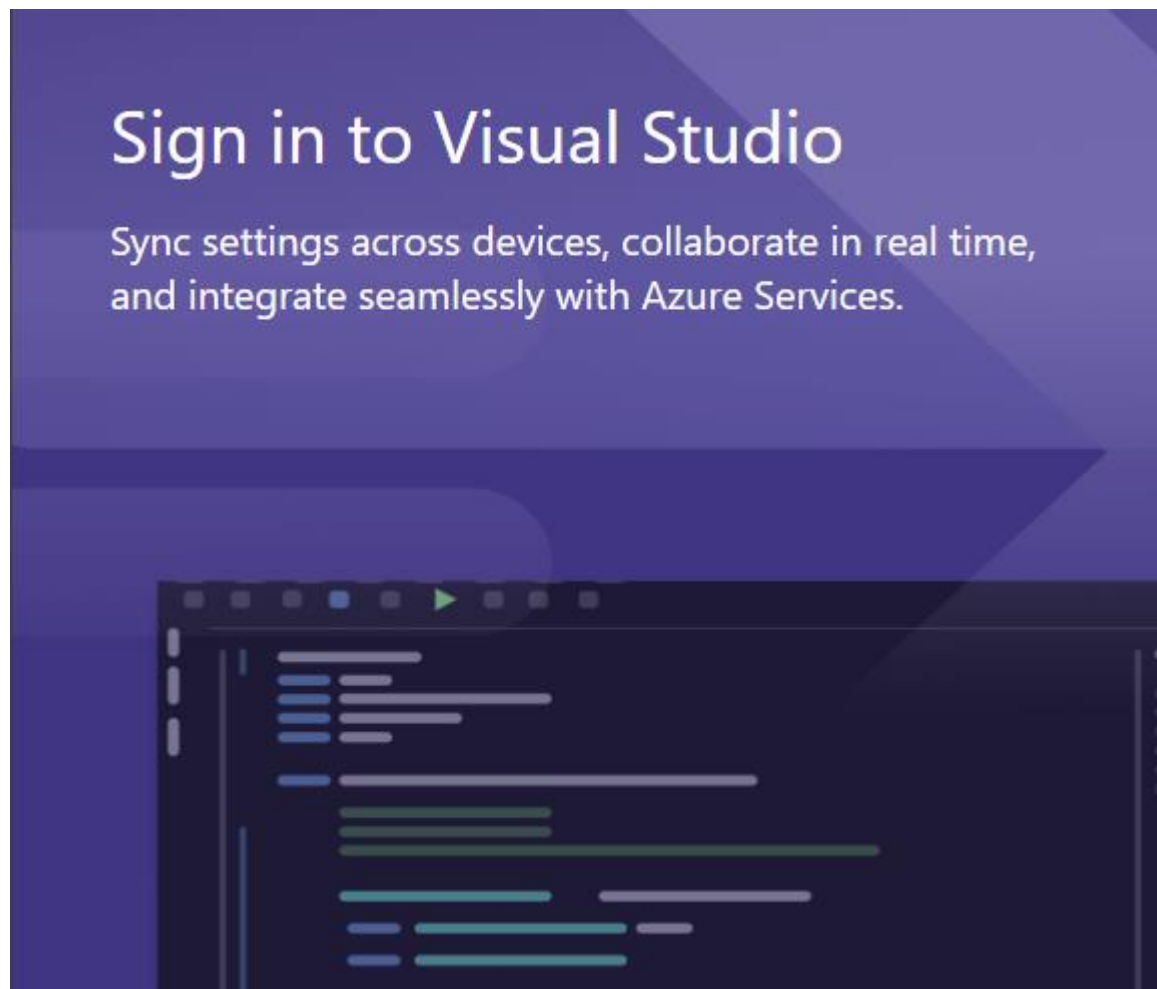 Sign in to Visual Studio
Sync settings across devices, collaborate in real time,
and integrate seamlessly with Azure Services.